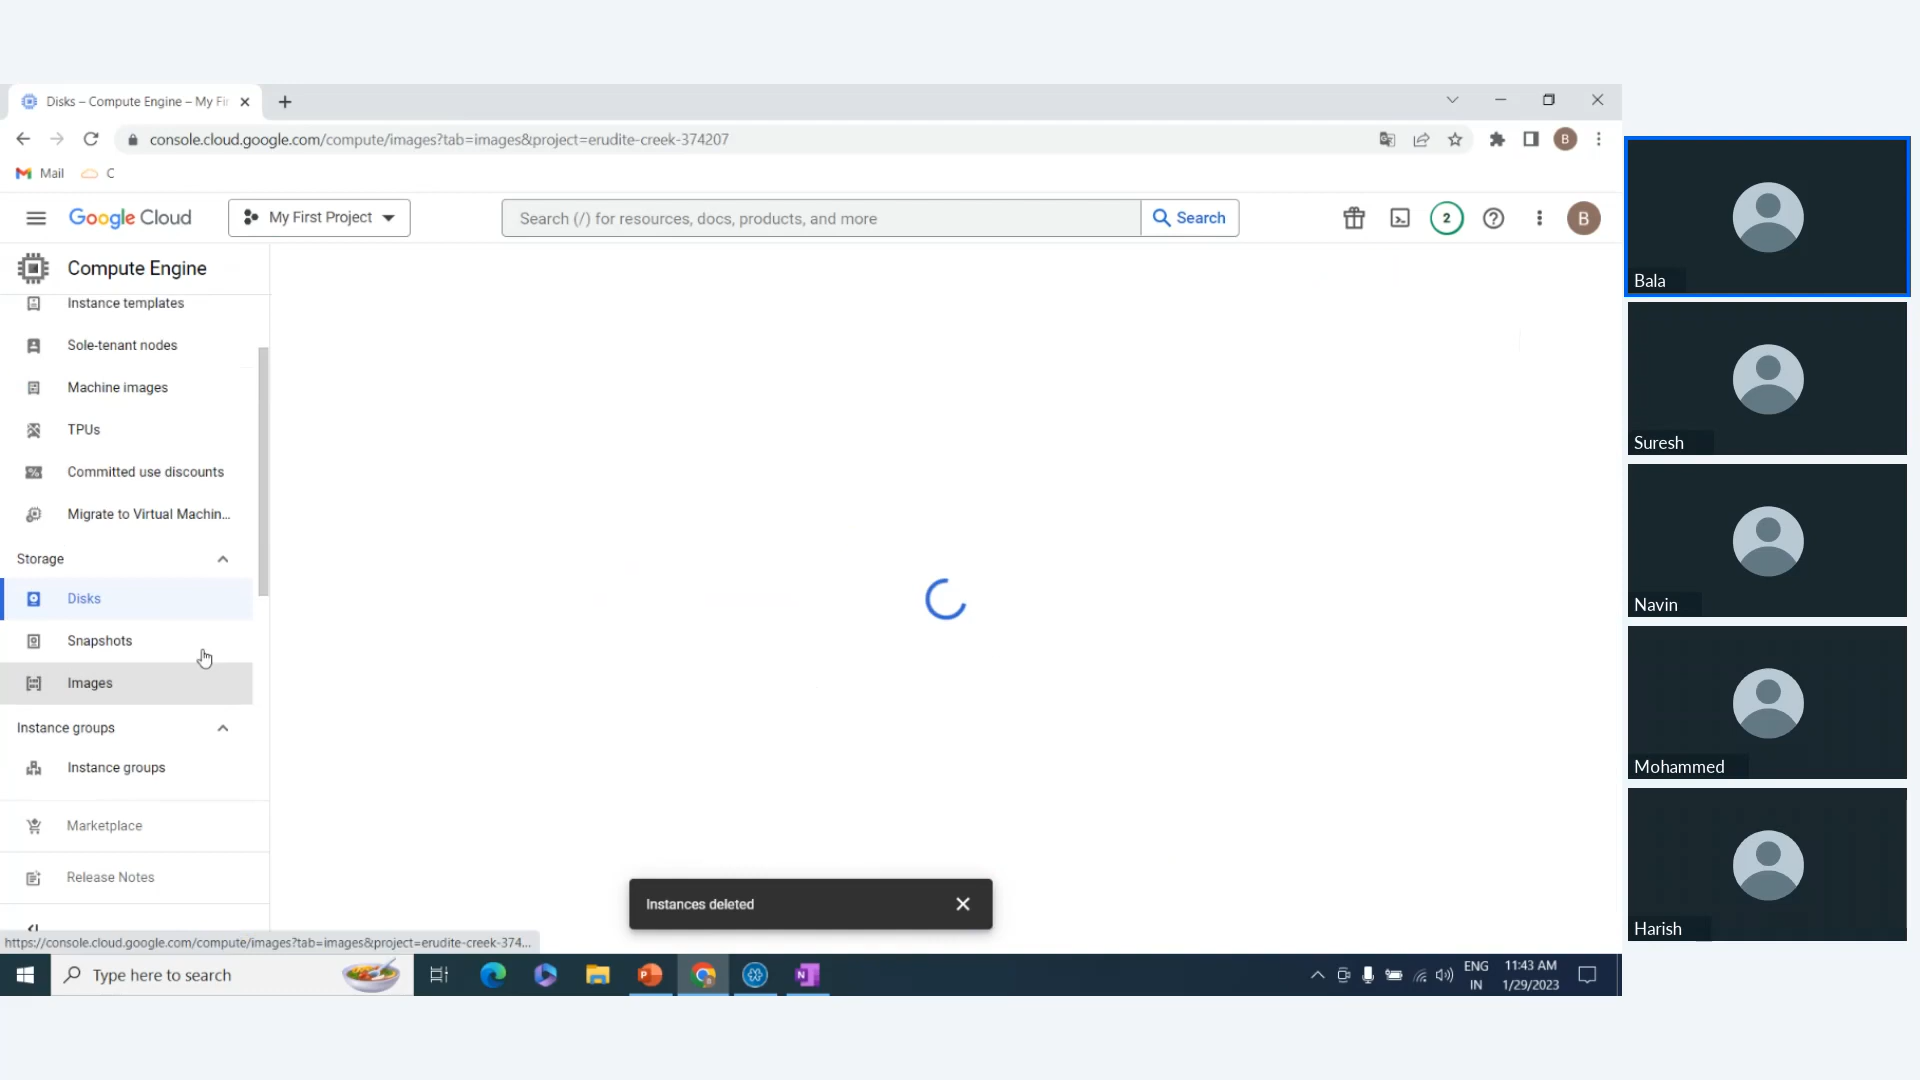 Disks – Compute Engine – My Fir
console.cloud.google.com/compute/images?tab=images&project=erudite-creek-374207
B
Mail
C
Google Cloud
My First Project
Search (/) for resources, docs, products, and more
Search
2
B
Compute Engine
Instance templates
Sole-tenant nodes
Machine images
TPUs
Committed use discounts
Migrate to Virtual Machin...
Storage
Disks
Snapshots
Images
Instance groups
Instance groups
Marketplace
Release Notes
Instances deleted
https://console.cloud.google.com/compute/images?tab=images&project=erudite-creek-374...
Type here to search
ENG
IN
11:43 AM
1/29/2023
Bala
Suresh
Navin
Mohammed
Harish